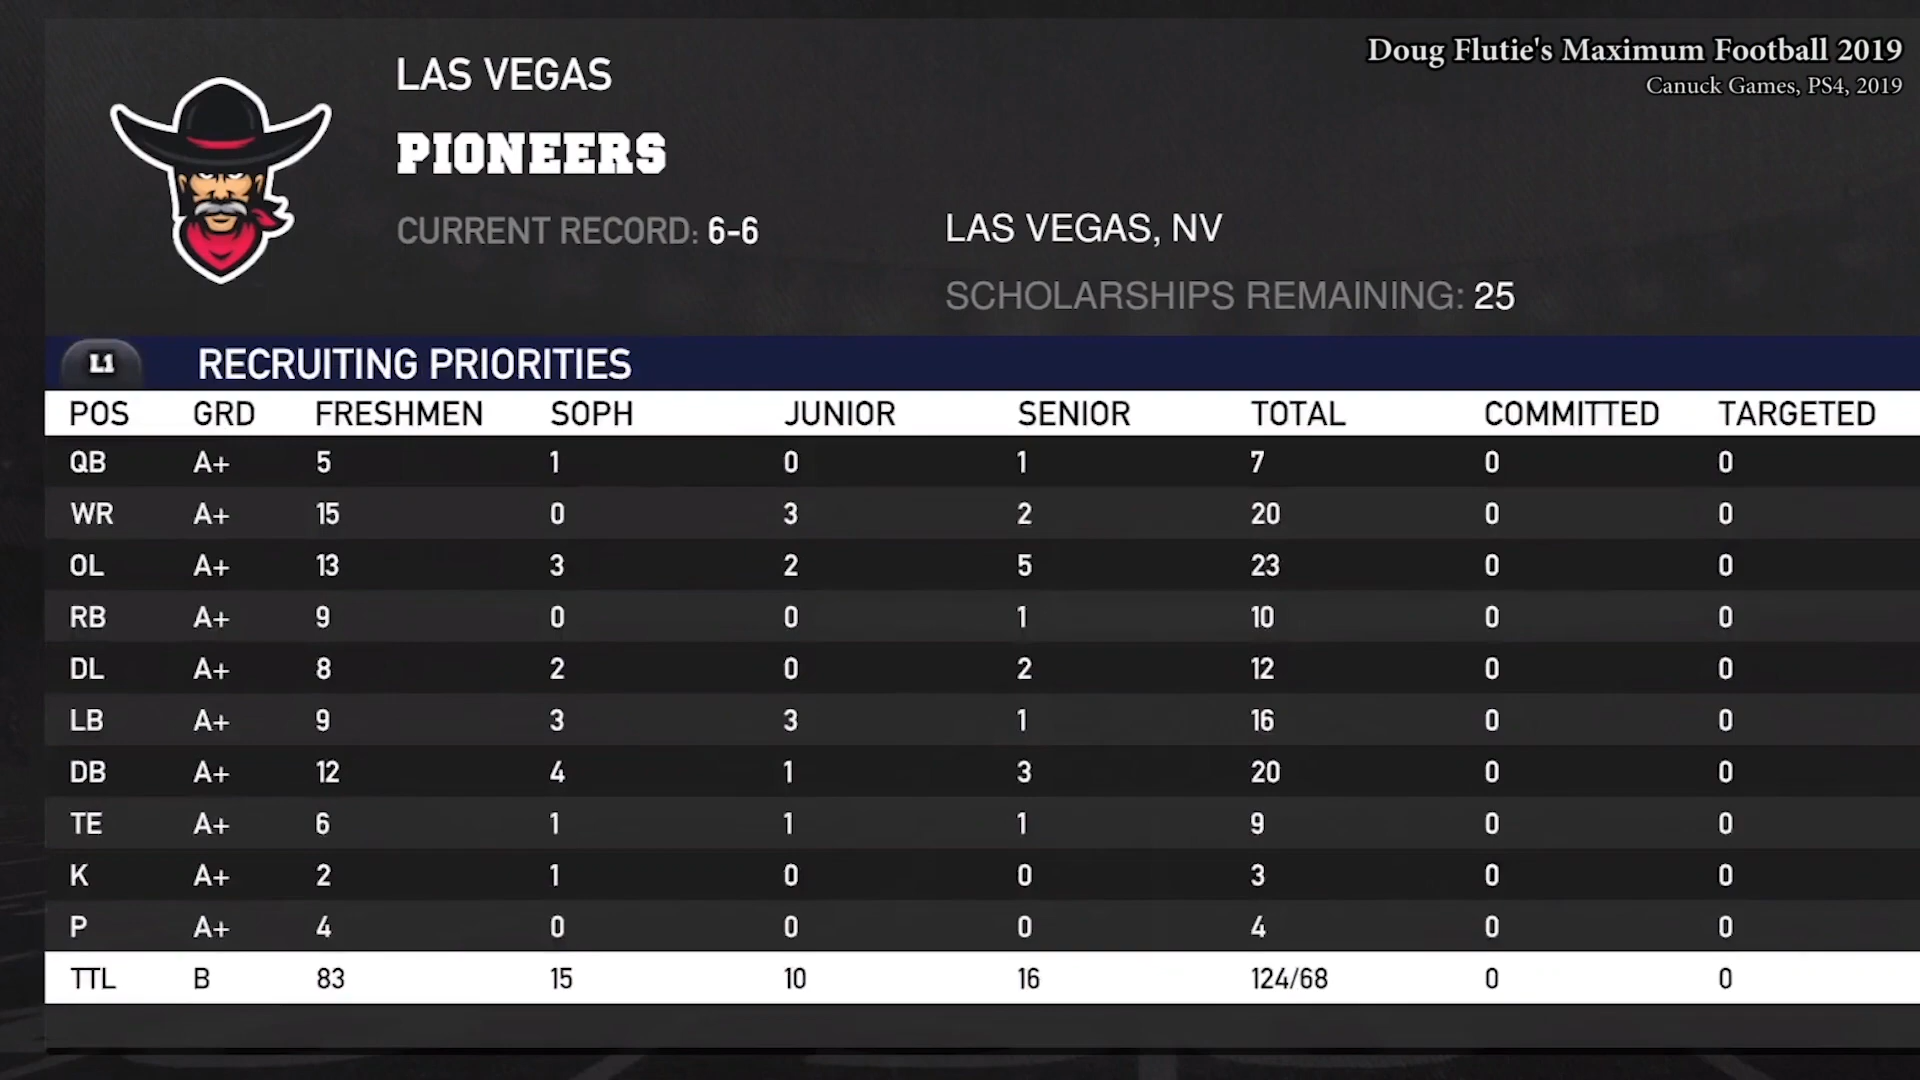 Doug Flutie's Maximum Football 2019
Canuck Games, PS4, 2019
LAS VEGAS
PIONEERS
CURRENT RECORD: 6-6
LAS VEGAS, NV
SCHOLARSHIPS REMAINING: 25
L1 RECRUITING PRIORITIES
POS GRD FRESHMEN SOPH JUNIOR SENIOR TOTAL COMMITTED TARGETED
QB A+ 5 1 0 1 7 0 0
WR A+ 15 0 3 2 20 0 0
OL A+ 13 3 2 5 23 0 0
RB A+ 9 0 0 1 10 0 0
DL A+ 8 2 0 2 12 0 0
LB A+ 9 3 3 1 16 0 0
DB A+ 12 4 1 3 20 0 0
TE A+ 6 1 1 1 9 0 0
K A+ 2 1 0 0 3 0 0
P A+ 4 0 0 0 4 0 0
TTL B 83 15 10 16 124/68 0 0